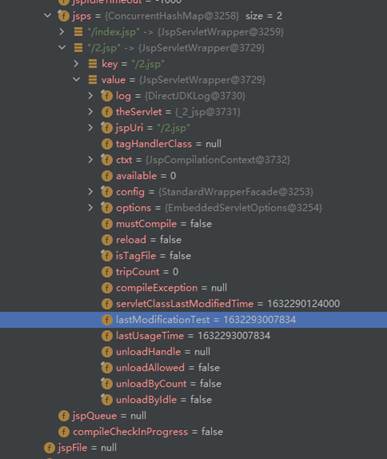 jspIdleTimeout = -1000
jsps = {ConcurrentHashMap@3258} size = 2
"/index.jsp" -> {JspServletWrapper@3259}
"/2.jsp" -> {JspServletWrapper@3729}
key = "/2.jsp"
value = {JspServletWrapper@3729}
log = {DirectJDKLog@3730}
theServlet = {_2_jsp@3731}
jspUri = "/2.jsp"
tagHandlerClass = null
ctxt = {JspCompilationContext@3732}
available = 0
config = {StandardWrapperFacade@3253}
options = {EmbeddedServletOptions@3254}
mustCompile = false
reload = false
isTagFile = false
tripCount = 0
compileException = null
servletClassLastModifiedTime = 1632290124000
lastModificationTest = 1632293007834
lastUsageTime = 1632293007834
unloadHandle = null
unloadAllowed = false
unloadByCount = false
unloadByIdle = false
jspQueue = null
compileCheckInProgress = false
jspFile = null